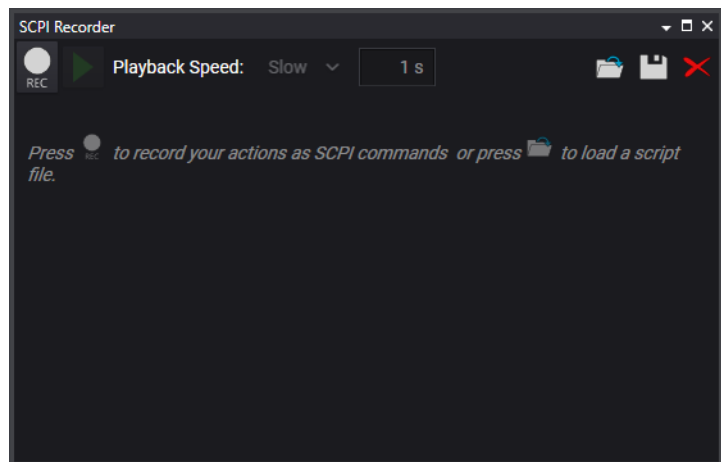 SCPI Recorder
REC
Playback Speed: Slow 1 s
Press REC to record your actions as SCPI commands or press to load a script
file.